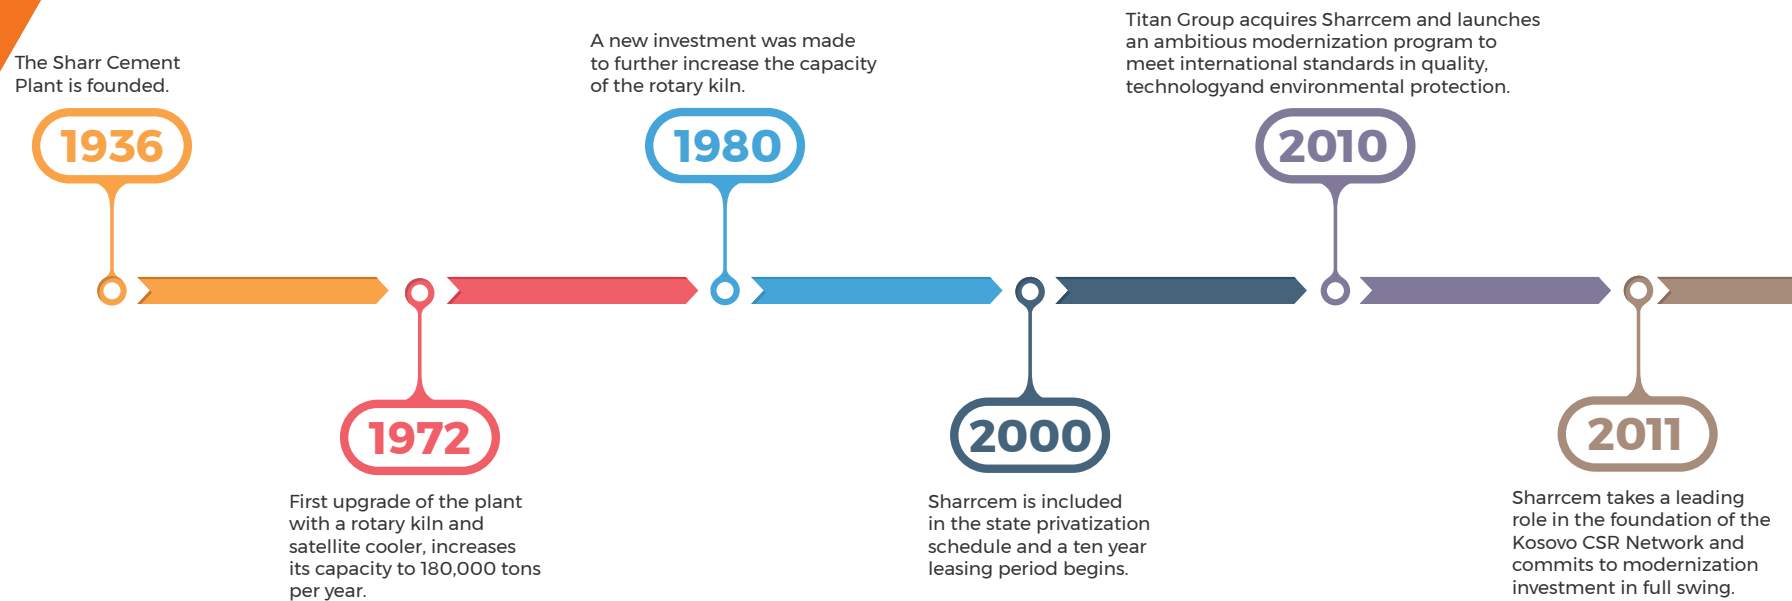 The Sharr Cement
Plant is founded.
1936
1972
First upgrade of the plant
with a rotary kiln and
satellite cooler, increases
its capacity to 180,000 tons
per year.
A new investment was made
to further increase the capacity
of the rotary kiln.
1980
2000
Sharrcem is included
in the state privatization
schedule and a ten year
leasing period begins.
Titan Group acquires Sharrcem and launches
an ambitious modernization program to
meet international standards in quality,
technologyand environmental protection.
2010
2011
Sharrcem takes a leading
role in the foundation of the
Kosovo CSR Network and
commits to modernization
investment in full swing.